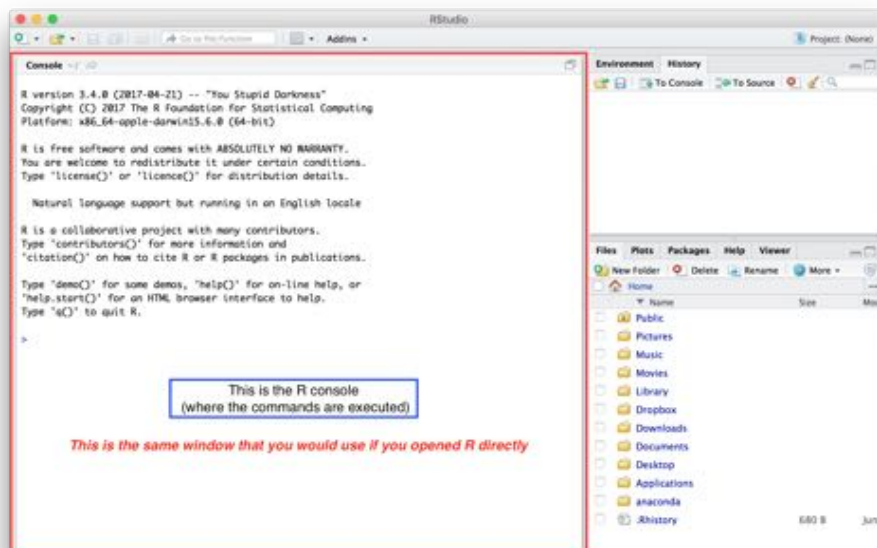 RStudio
Go to file/function
Addins
Project: (None)
Console ~/
R version 3.4.0 (2017-04-21) -- "You Stupid Darkness"
Copyright (C) 2017 The R Foundation for Statistical Computing
Platform: x86_64-apple-darwin15.6.0 (64-bit)
R is free software and comes with ABSOLUTELY NO WARRANTY.
You are welcome to redistribute it under certain conditions.
Type 'license()' or 'licence()' for distribution details.
Natural language support but running in an English locale
R is a collaborative project with many contributors.
Type 'contributors()' for more information and
'citation()' on how to cite R or R packages in publications.
Type 'demo()' for some demos, 'help()' for on-line help, or
'help.start()' for an HTML browser interface to help.
Type 'q()' to quit R.
>
This is the R console
(where the commands are executed)
This is the same window that you would use if you opened R directly
Environment History
To Console To Source
Files Plots Packages Help Viewer
New Folder Delete Rename More
Home
Name Size
Public
Pictures
Music
Movies
Library
Dropbox
Downloads
Documents
Desktop
Applications
anaconda
.Rhistory 680 B